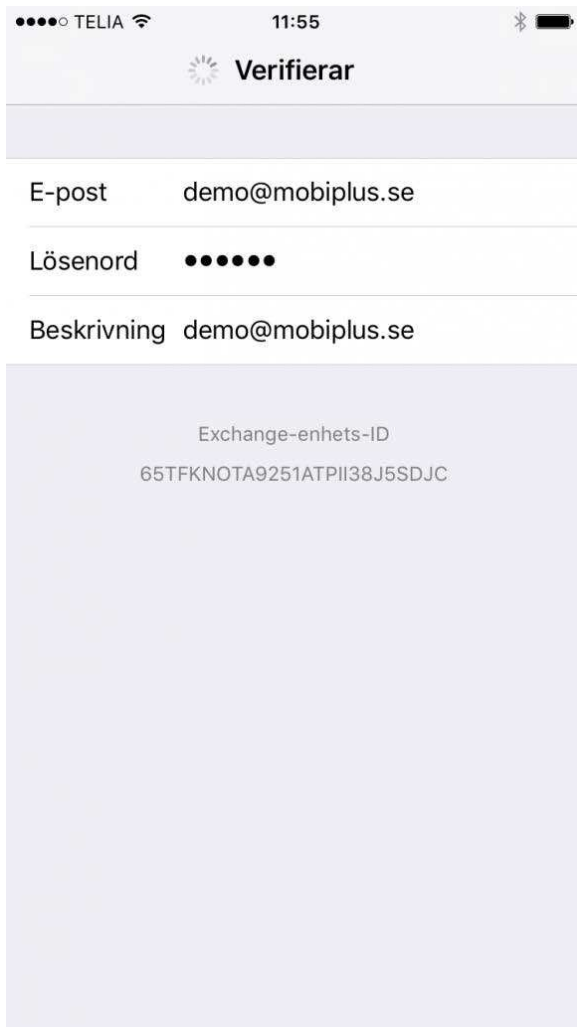 TELIA 11:55
Verifierar
E-post demo@mobiplus.se
Lösenord ••••••
Beskrivning demo@mobiplus.se
Exchange-enhets-ID
65TFKNOTA9251ATPII38J5SDJC